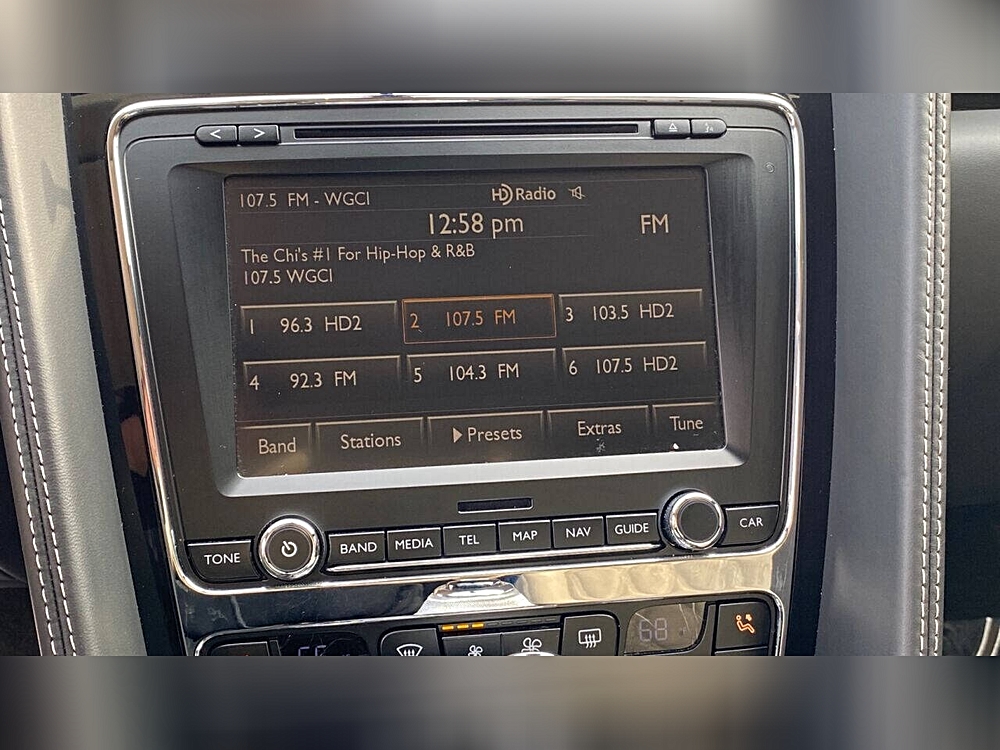 107.5 FM - WGCI
HD Radio
12:58 pm
FM
The Chi's #1 For Hip-Hop & R&B
107.5 WGCI
1 96.3 HD2
2 107.5 FM
3 103.5 HD2
4 92.3 FM
5 104.3 FM
6 107.5 HD2
Band
Stations
Presets
Extras
Tune
TONE
BAND
MEDIA
TEL
MAP
NAV
GUIDE
CAR
68